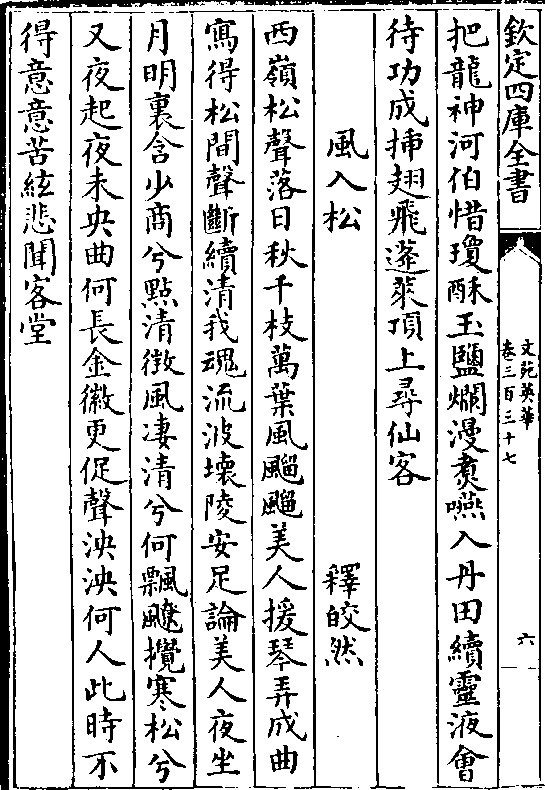 欽定四庫全書
文苑英華
卷三百三十七
六
把龍神河伯惜瓊酥玉鹽爛漫煑嚥入丹田續靈液會
待功成揷翅飛蓬萊頂上尋仙客
風入松
釋皎然
西嶺松聲落日秋千枝萬葉風飀飀美人援琴弄成曲
寫得松間聲斷續清我魂流波壊陵安足論美人夜坐
月明裏含少商兮㸃清徴風凄清兮何飄飉攪寒松兮
又夜起夜未央曲何長金徽更促聲泱泱何人此時不
得意意苦絃悲聞客堂